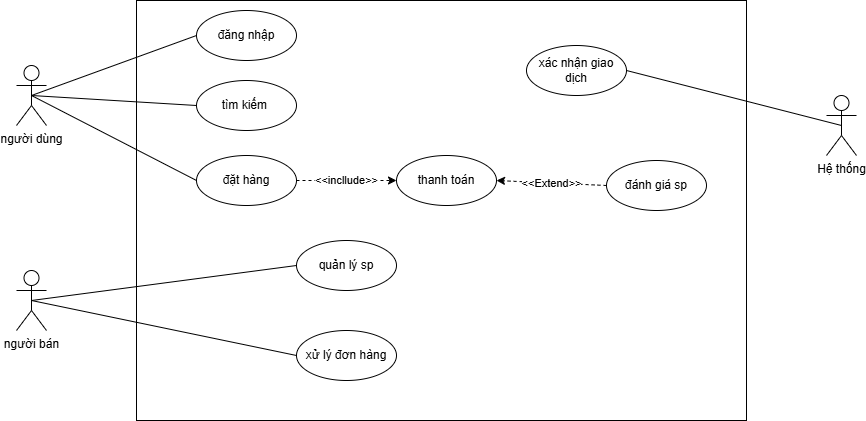 đăng nhập
xác nhận giao
dịch
tìm kiếm
người dùng
Hệ thống
đặt hàng
<<incllude>>
thanh toán
<<Extend>>
đánh giá sp
quản lý sp
người bán
xử lý đơn hàng